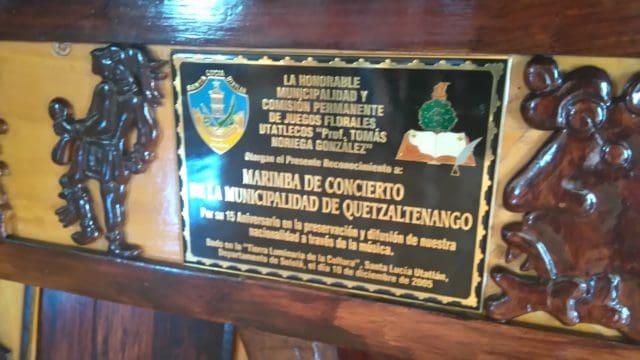 SANTA LUCIA UTATLAN
LA HONORABLE
MUNICIPALIDAD Y
COMISIÓN PERMANENTE
DE JUEGOS FLORALES
UTATLECOS "Prof. TOMÁS
NORIEGA GONZÁLEZ"
Otorgan el Presente Reconocimiento a:
MARIMBA DE CONCIERTO
DE LA MUNICIPALIDAD DE QUETZALTENANGO
Por su 15 Aniversario en la preservación y difusión de nuestra
nacionalidad a través de la música.
Dado en la "Tierra Legendaria de la Cultura", Santa Lucía Utatlán,
Departamento de Sololá, el día 10 de diciembre de 2005